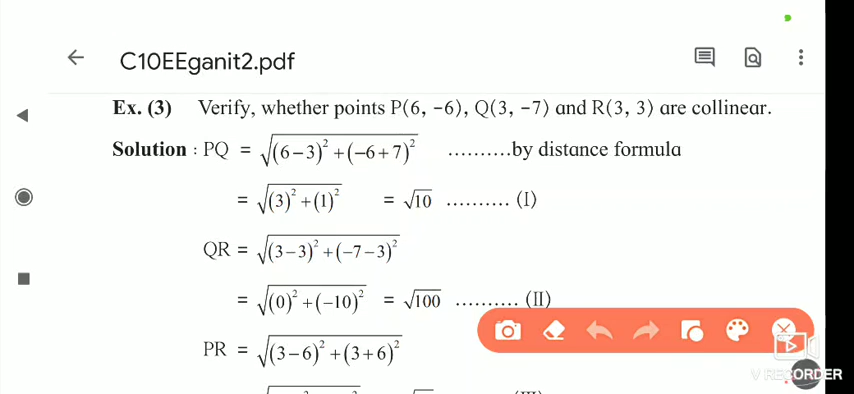 C10EEganit2.pdf
Ex. (3) Verify, whether points P(6, -6), Q(3, -7) and R(3, 3) are collinear.
Solution : PQ = √((6−3)² + (−6+7)²) ..........by distance formula
= √((3)² + (1)²) = √10 .......... (I)
QR = √((3−3)² + (−7−3)²)
= √((0)² + (−10)²) = √100 .......... (II)
PR = √((3−6)² + (3+6)²)
V RECORDER